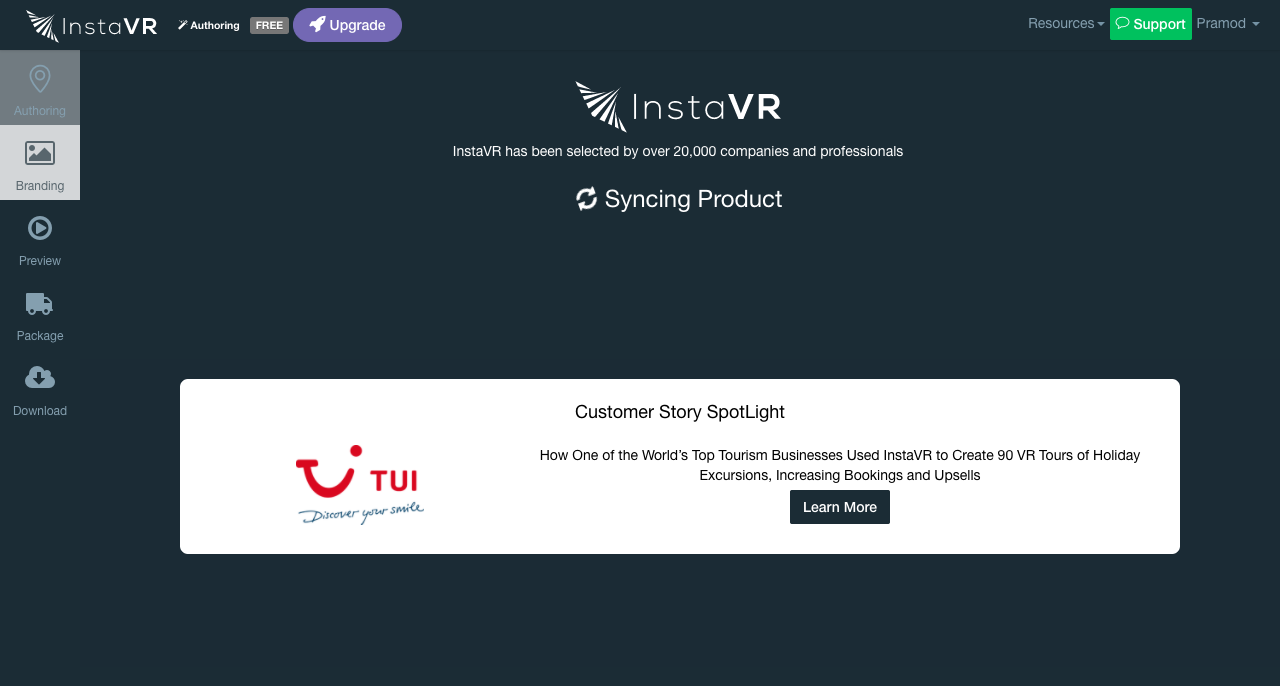 InstaVR Authoring FREE Upgrade Resources Support Pramod
Authoring
Branding
Preview
Package
Download
InstaVR
InstaVR has been selected by over 20,000 companies and professionals
Syncing Product
Customer Story SpotLight
TUI
Discover your smile
How One of the World’s Top Tourism Businesses Used InstaVR to Create 90 VR Tours of Holiday
Excursions, Increasing Bookings and Upsells
Learn More